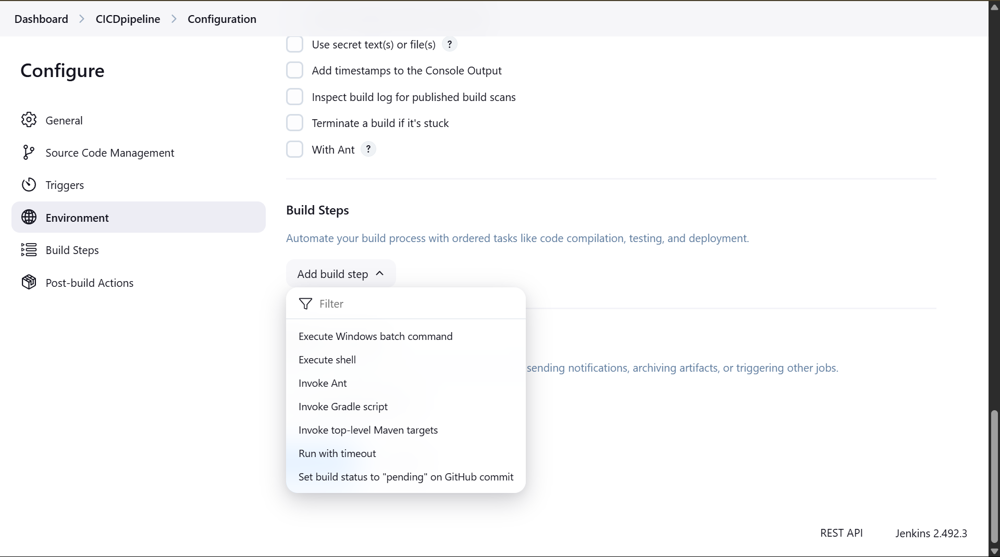 Dashboard > CICDpipeline > Configuration
Configure
General
Source Code Management
Triggers
Environment
Build Steps
Post-build Actions
Use secret text(s) or file(s) ?
Add timestamps to the Console Output
Inspect build log for published build scans
Terminate a build if it's stuck
With Ant ?
Build Steps
Automate your build process with ordered tasks like code compilation, testing, and deployment.
Add build step
Filter
Execute Windows batch command
Execute shell
Invoke Ant
Invoke Gradle script
Invoke top-level Maven targets
Run with timeout
Set build status to "pending" on GitHub commit
sending notifications, archiving artifacts, or triggering other jobs.
REST API
Jenkins 2.492.3